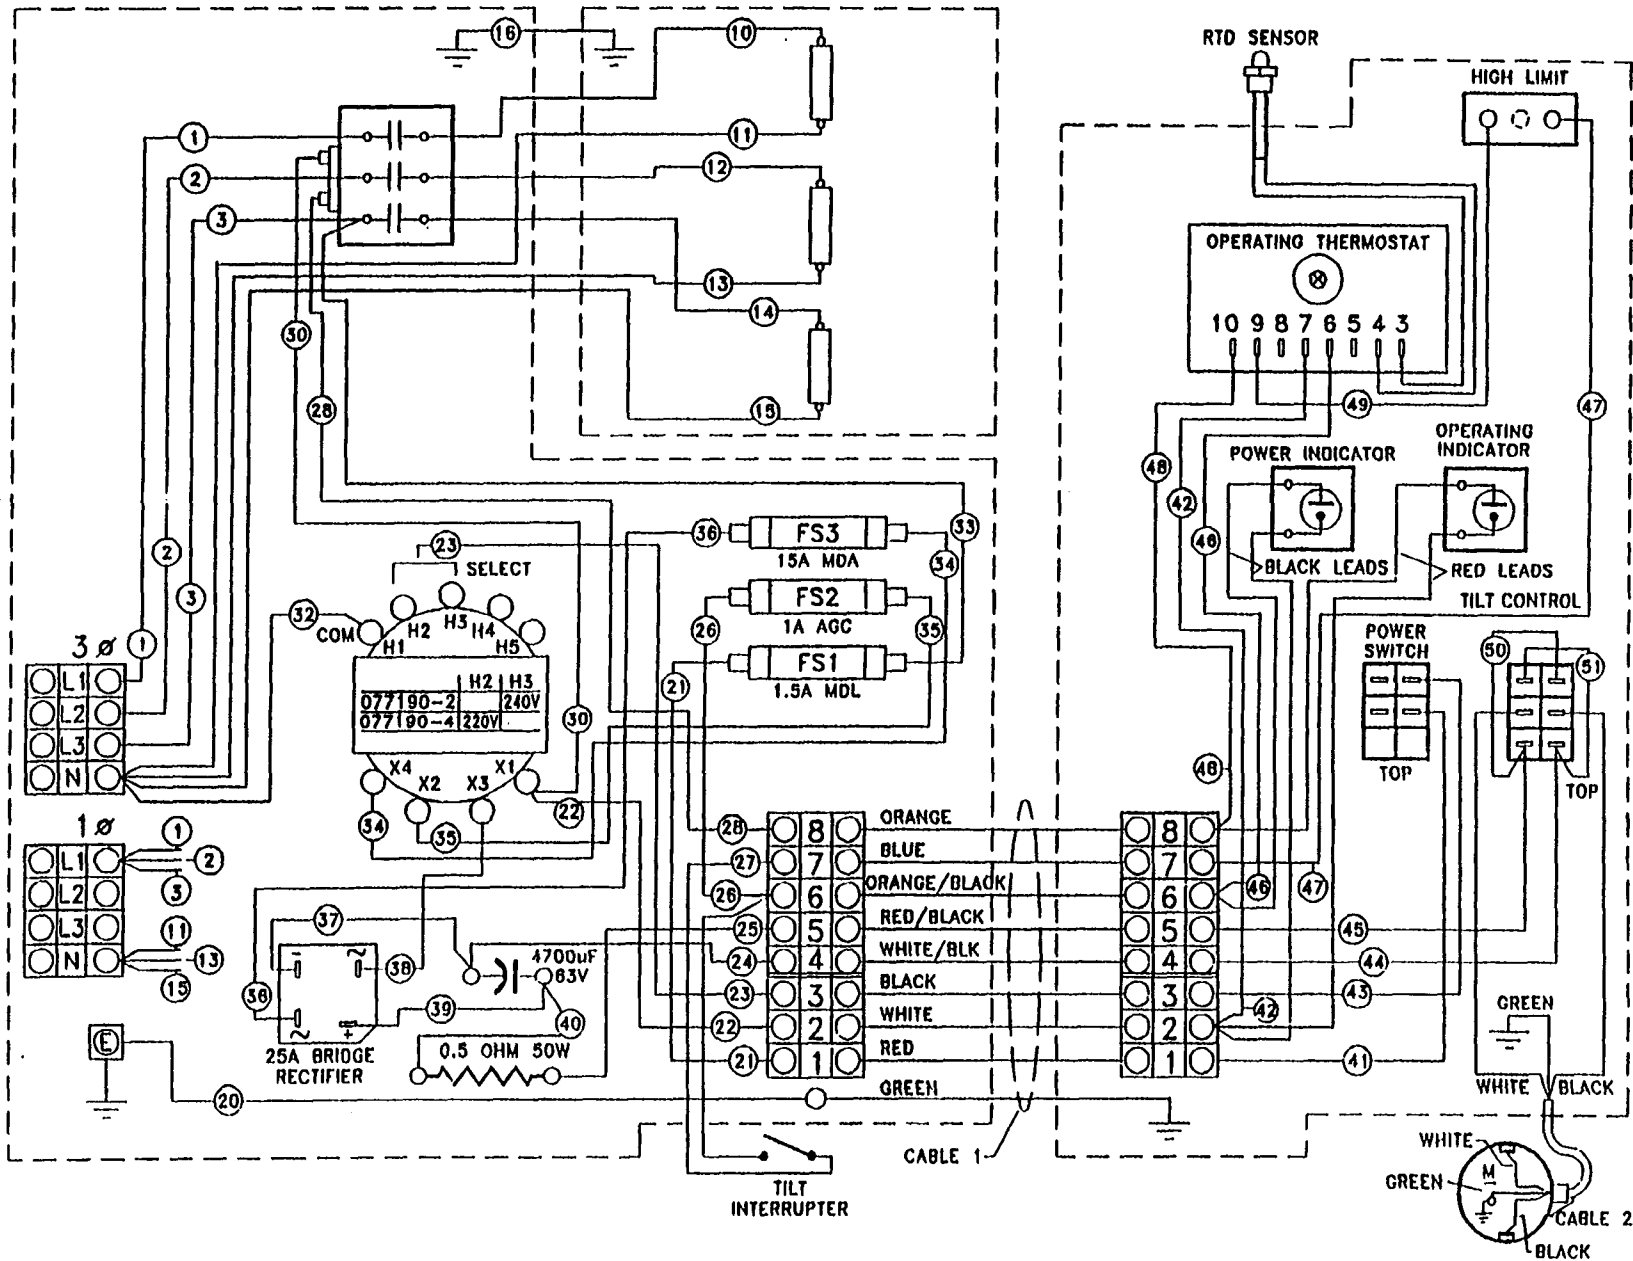 16
10
RTD SENSOR
HIGH LIMIT
1
11
2
12
3
OPERATING THERMOSTAT
13
14
10 9 8 7 6 5 4 3
30
28
15
49
47
48
OPERATING
INDICATOR
POWER INDICATOR
42
46
36
FS3
15A MDA
33
34
23
SELECT
2
BLACK LEADS
RED LEADS
TILT CONTROL
3
32
COM
H1
H2
H3
H4
H5
26
FS2
1A AGC
35
POWER
SWITCH
50
51
3 ø
1
L1
L2
L3
N
21
FS1
1.5A MDL
H2 H3
077190-2 240V
077190-4 220V
30
X4
X2
X3
X1
22
34
35
48
TOP
TOP
1 ø
1
2
3
L1
L2
L3
N
11
13
15
28 8 ORANGE 8
27 7 BLUE 7
26 6 ORANGE/BLACK 6 46 47
25 5 RED/BLACK 5 45
24 4 WHITE/BLK 4 44
23 3 BLACK 3 43
22 2 WHITE 2 42
21 1 RED 1 41
GREEN
37
38
36
39
40
4700uF
63V
25A BRIDGE
RECTIFIER
0.5 OHM 50W
E
20
GREEN
WHITE
BLACK
CABLE 1
TILT
INTERRUPTER
WHITE
M
GREEN
CABLE 2
BLACK